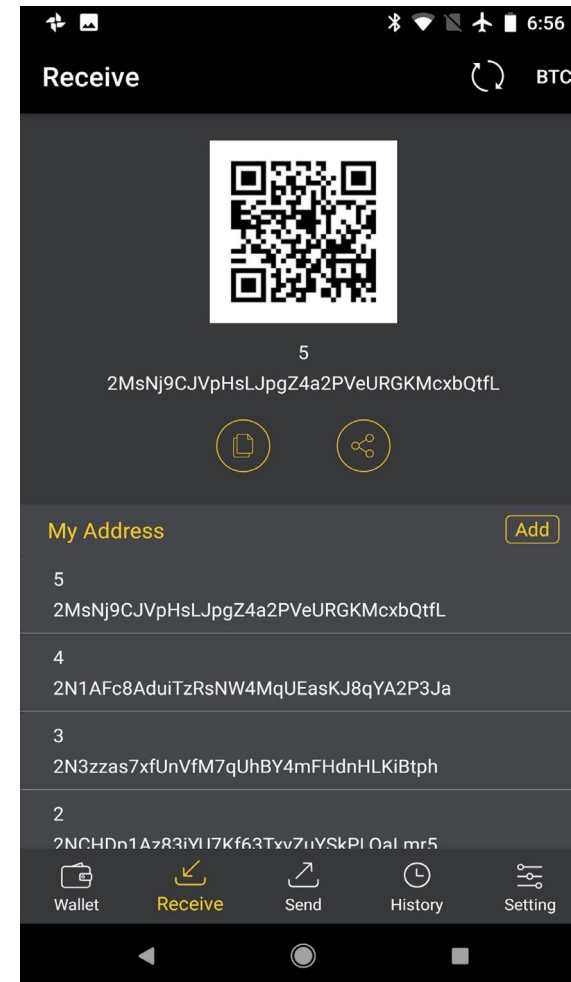 6:56
Receive
BTC
5
2MsNj9CJVpHsLJpgZ4a2PVeURGKMcxbQtfL
My Address
Add
5
2MsNj9CJVpHsLJpgZ4a2PVeURGKMcxbQtfL
4
2N1AFc8AduiTzRsNW4MqUEasKJ8qYA2P3Ja
3
2N3zzas7xfUnVfM7qUhBY4mFHdnHLKiBtph
2
Wallet
Receive
Send
History
Setting